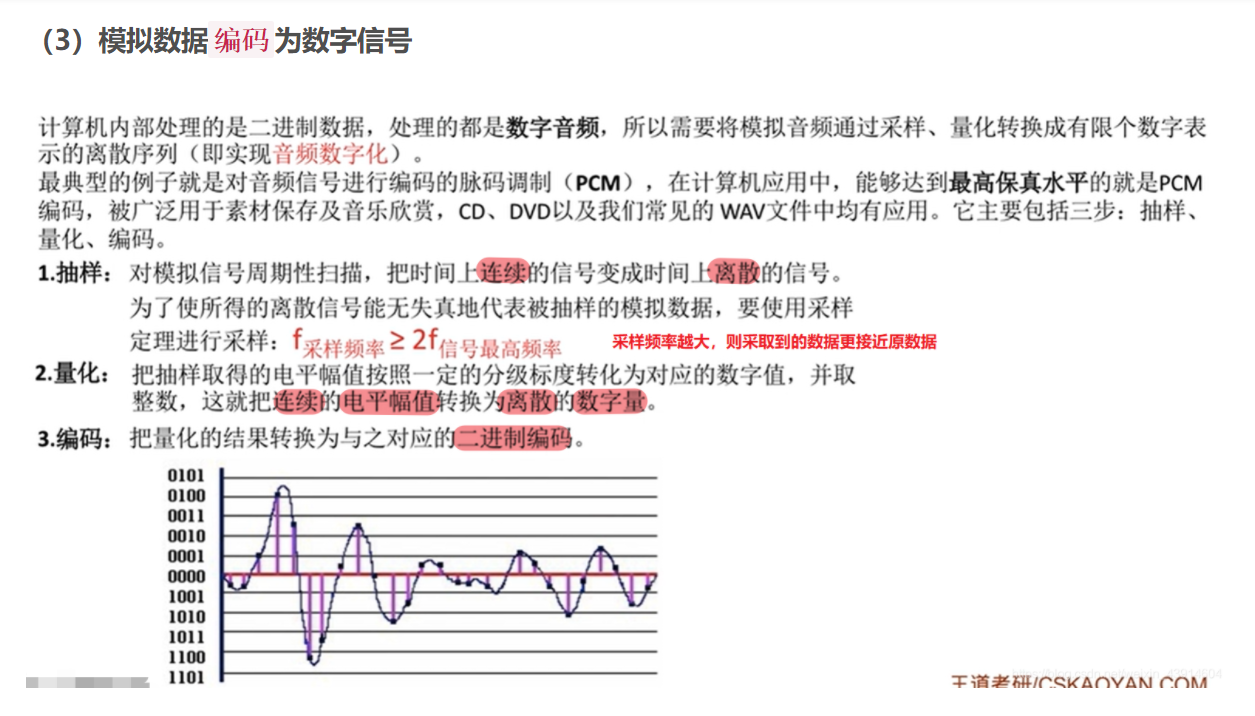 （3）模拟数据编码为数字信号
计算机内部处理的是二进制数据，处理的都是数字音频，所以需要将模拟音频通过采样、量化转换成有限个数字表
示的离散序列（即实现音频数字化）。
最典型的例子就是对音频信号进行编码的脉码调制（PCM），在计算机应用中，能够达到最高保真水平的就是PCM
编码，被广泛用于素材保存及音乐欣赏，CD、DVD以及我们常见的 WAV文件中均有应用。它主要包括三步：抽样、
量化、编码。
1.抽样：对模拟信号周期性扫描，把时间上连续的信号变成时间上离散的信号。
为了使所得的离散信号能无失真地代表被抽样的模拟数据，要使用采样
定理进行采样：f采样频率 ≥ 2f信号最高频率 采样频率越大，则采取到的数据更接近原数据
2.量化：把抽样取得的电平幅值按照一定的分级标度转化为对应的数字值，并取
整数，这就把连续的电平幅值转换为离散的数字量。
3.编码：把量化的结果转换为与之对应的二进制编码。
0101
0100
0011
0010
0001
0000
1001
1010
1011
1100
1101
王道考研/CSKAOYAN.COM